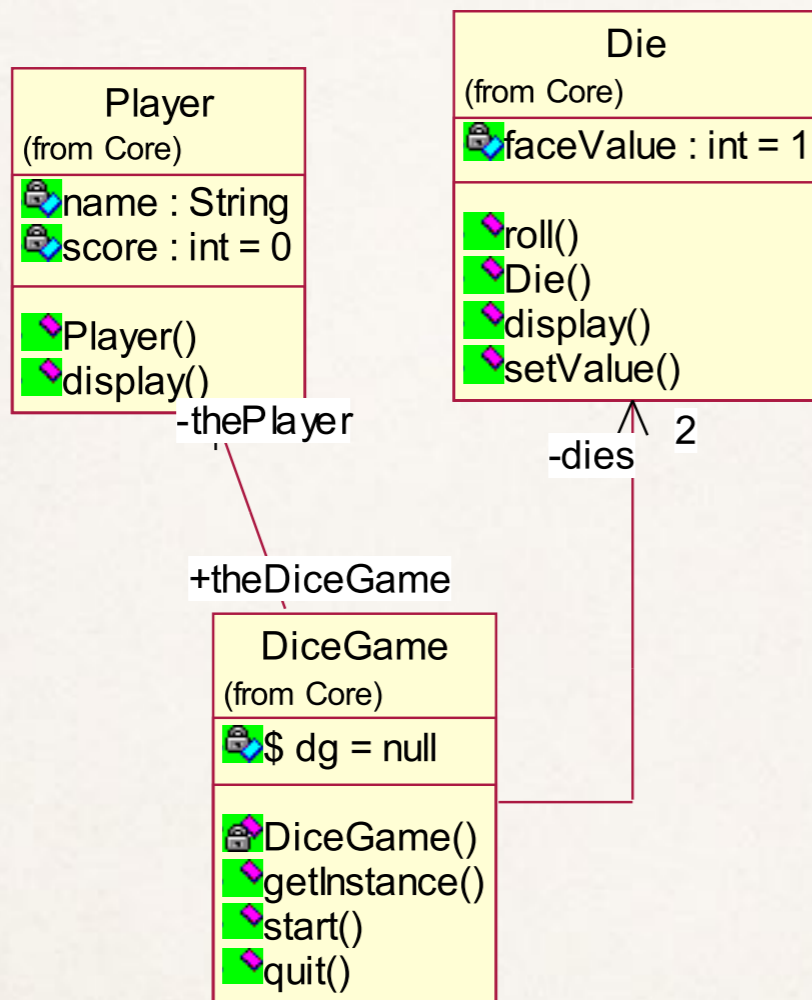 Player
(from Core)
name : String
score : int = 0
Player()
display()
Die
(from Core)
faceValue : int = 1
roll()
Die()
display()
setValue()
-thePlayer
-dies
2
+theDiceGame
DiceGame
(from Core)
$ dg = null
DiceGame()
getInstance()
start()
quit()